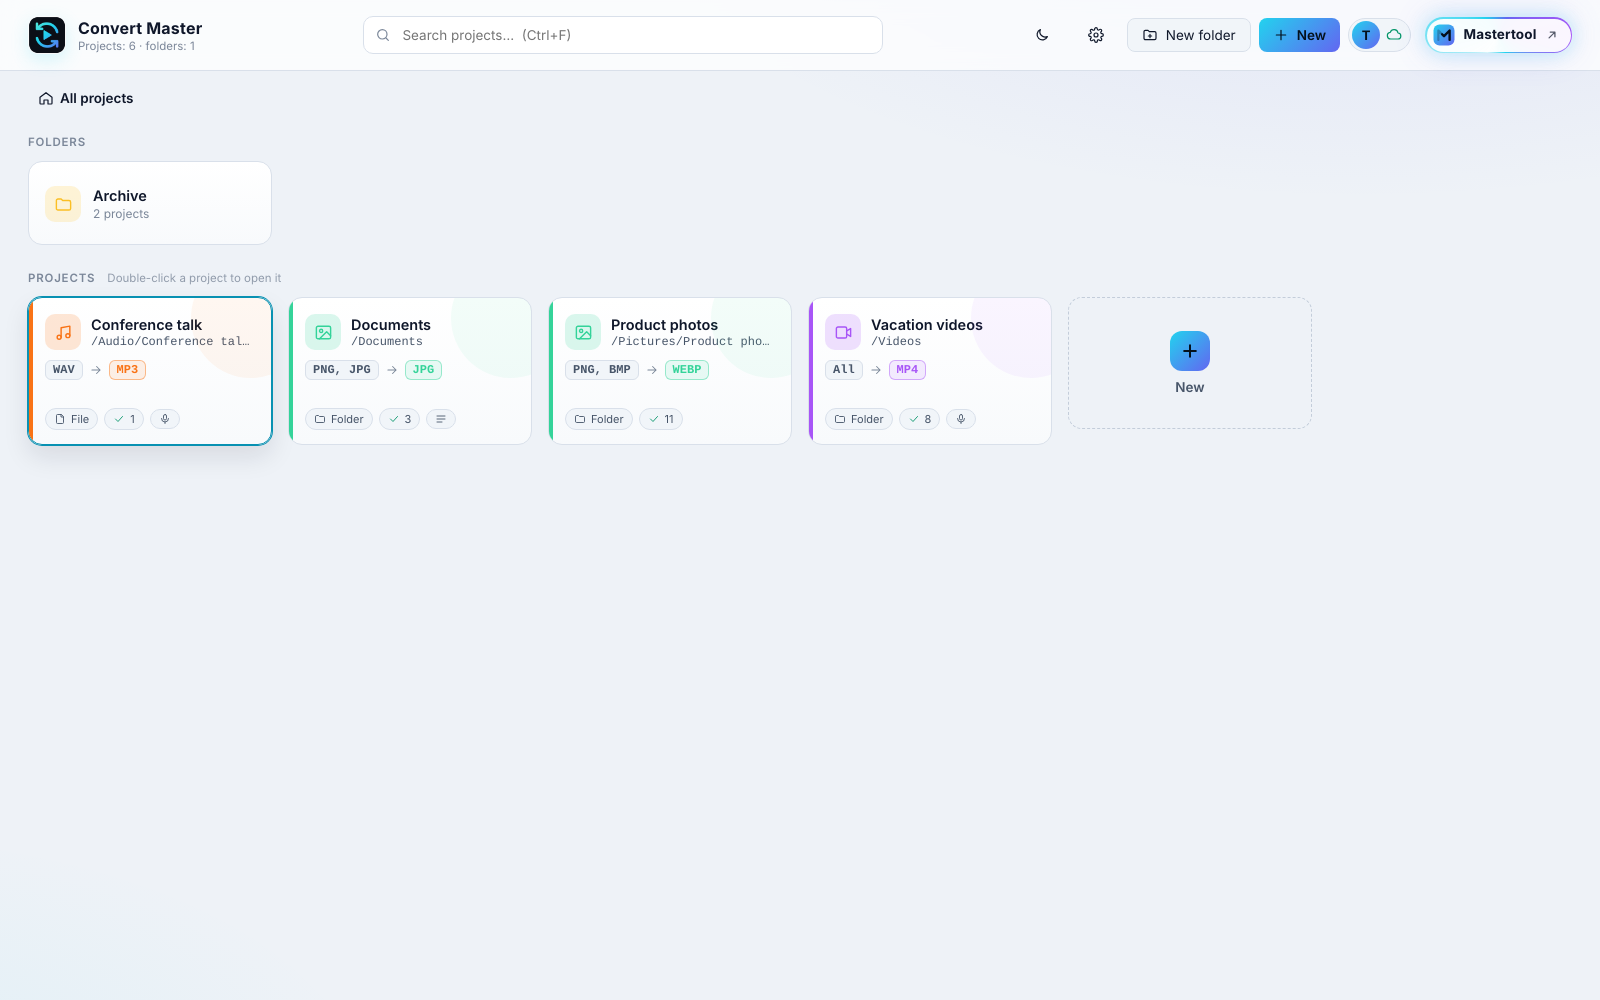 Convert Master
Projects: 6 · folders: 1
Search projects... (Ctrl+F)
New folder
New
T
Mastertool
All projects
FOLDERS
Archive
2 projects
PROJECTS Double-click a project to open it
Conference talk
/Audio/Conference tal…
WAV → MP3
File 1
Documents
/Documents
PNG, JPG → JPG
Folder 3
Product photos
/Pictures/Product pho…
PNG, BMP → WEBP
Folder 11
Vacation videos
/Videos
All → MP4
Folder 8
New